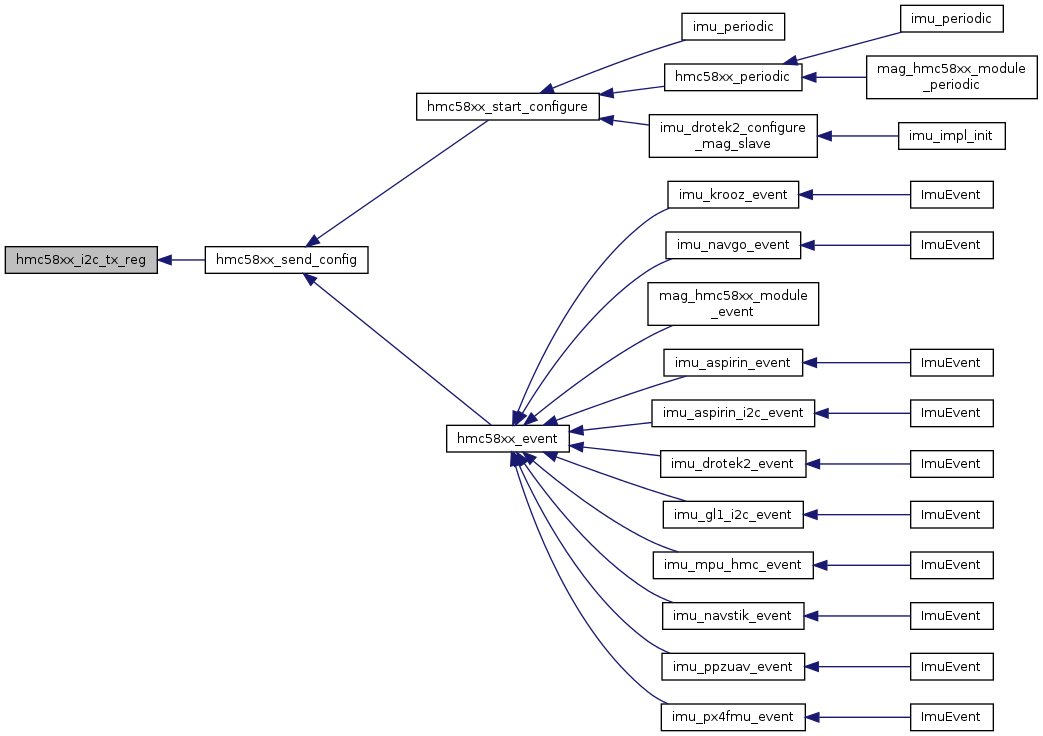 imu_periodic
imu_periodic
hmc58xx_periodic
mag_hmc58xx_module
_periodic
hmc58xx_start_configure
imu_drotek2_configure
_mag_slave
imu_impl_init
imu_krooz_event
ImuEvent
imu_navgo_event
ImuEvent
hmc58xx_i2c_tx_reg
hmc58xx_send_config
mag_hmc58xx_module
_event
imu_aspirin_event
ImuEvent
imu_aspirin_i2c_event
ImuEvent
hmc58xx_event
imu_drotek2_event
ImuEvent
imu_gl1_i2c_event
ImuEvent
imu_mpu_hmc_event
ImuEvent
imu_navstik_event
ImuEvent
imu_ppzuav_event
ImuEvent
imu_px4fmu_event
ImuEvent